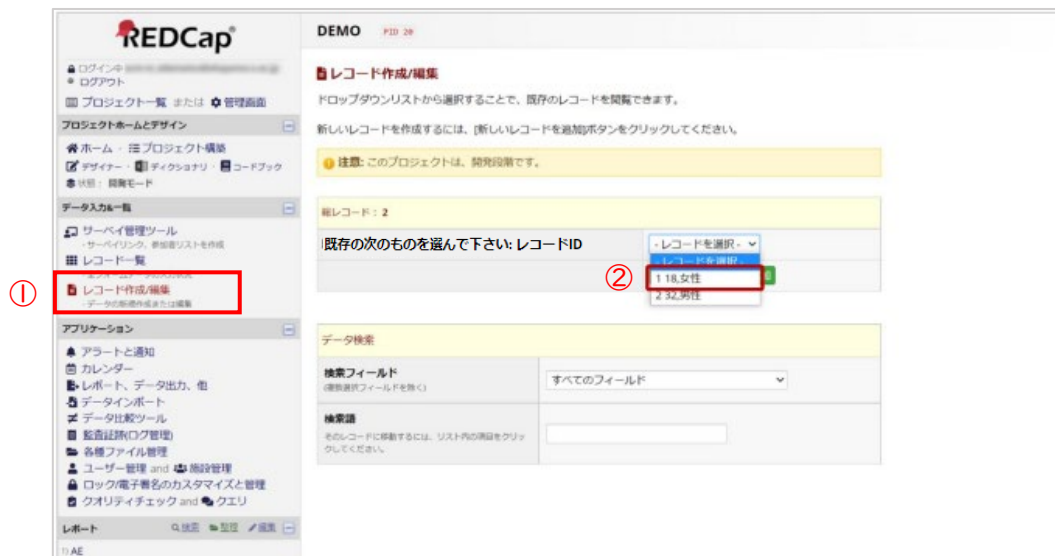 REDCap
ログイン中
ログアウト
プロジェクト一覧 または 管理画面
プロジェクトホームとデザイン
ホーム · プロジェクト構築
デザイナー · ディクショナリ · コードブック
状態： 開発モード
データ入力&一覧
サーベイ管理ツール
-サーベイリンク、参加者リストを作成
レコード一覧
①
レコード作成/編集
-データの新規作成または編集
アプリケーション
アラートと通知
カレンダー
レポート、データ出力、他
データインポート
データ比較ツール
監査証跡(ログ管理)
各種ファイル管理
ユーザー管理 and 施設管理
ロック/電子署名のカスタマイズと管理
クオリティチェック and クエリ
レポート 検索 整理 編集
1) AE
DEMO PID 20
レコード作成/編集
ドロップダウンリストから選択することで、既存のレコードを閲覧できます。
新しいレコードを作成するには、[新しいレコードを追加]ボタンをクリックしてください。
注意: このプロジェクトは、開発段階です。
総レコード：2
既存の次のものを選んで下さい: レコードID
- レコードを選択 -
- レコードを選択 -
②
1 18,女性
2 32,男性
データ検索
検索フィールド
(複数選択フィールドを除く)
すべてのフィールド
検索語
そのレコードに移動するには、リスト内の項目をクリックしてください。